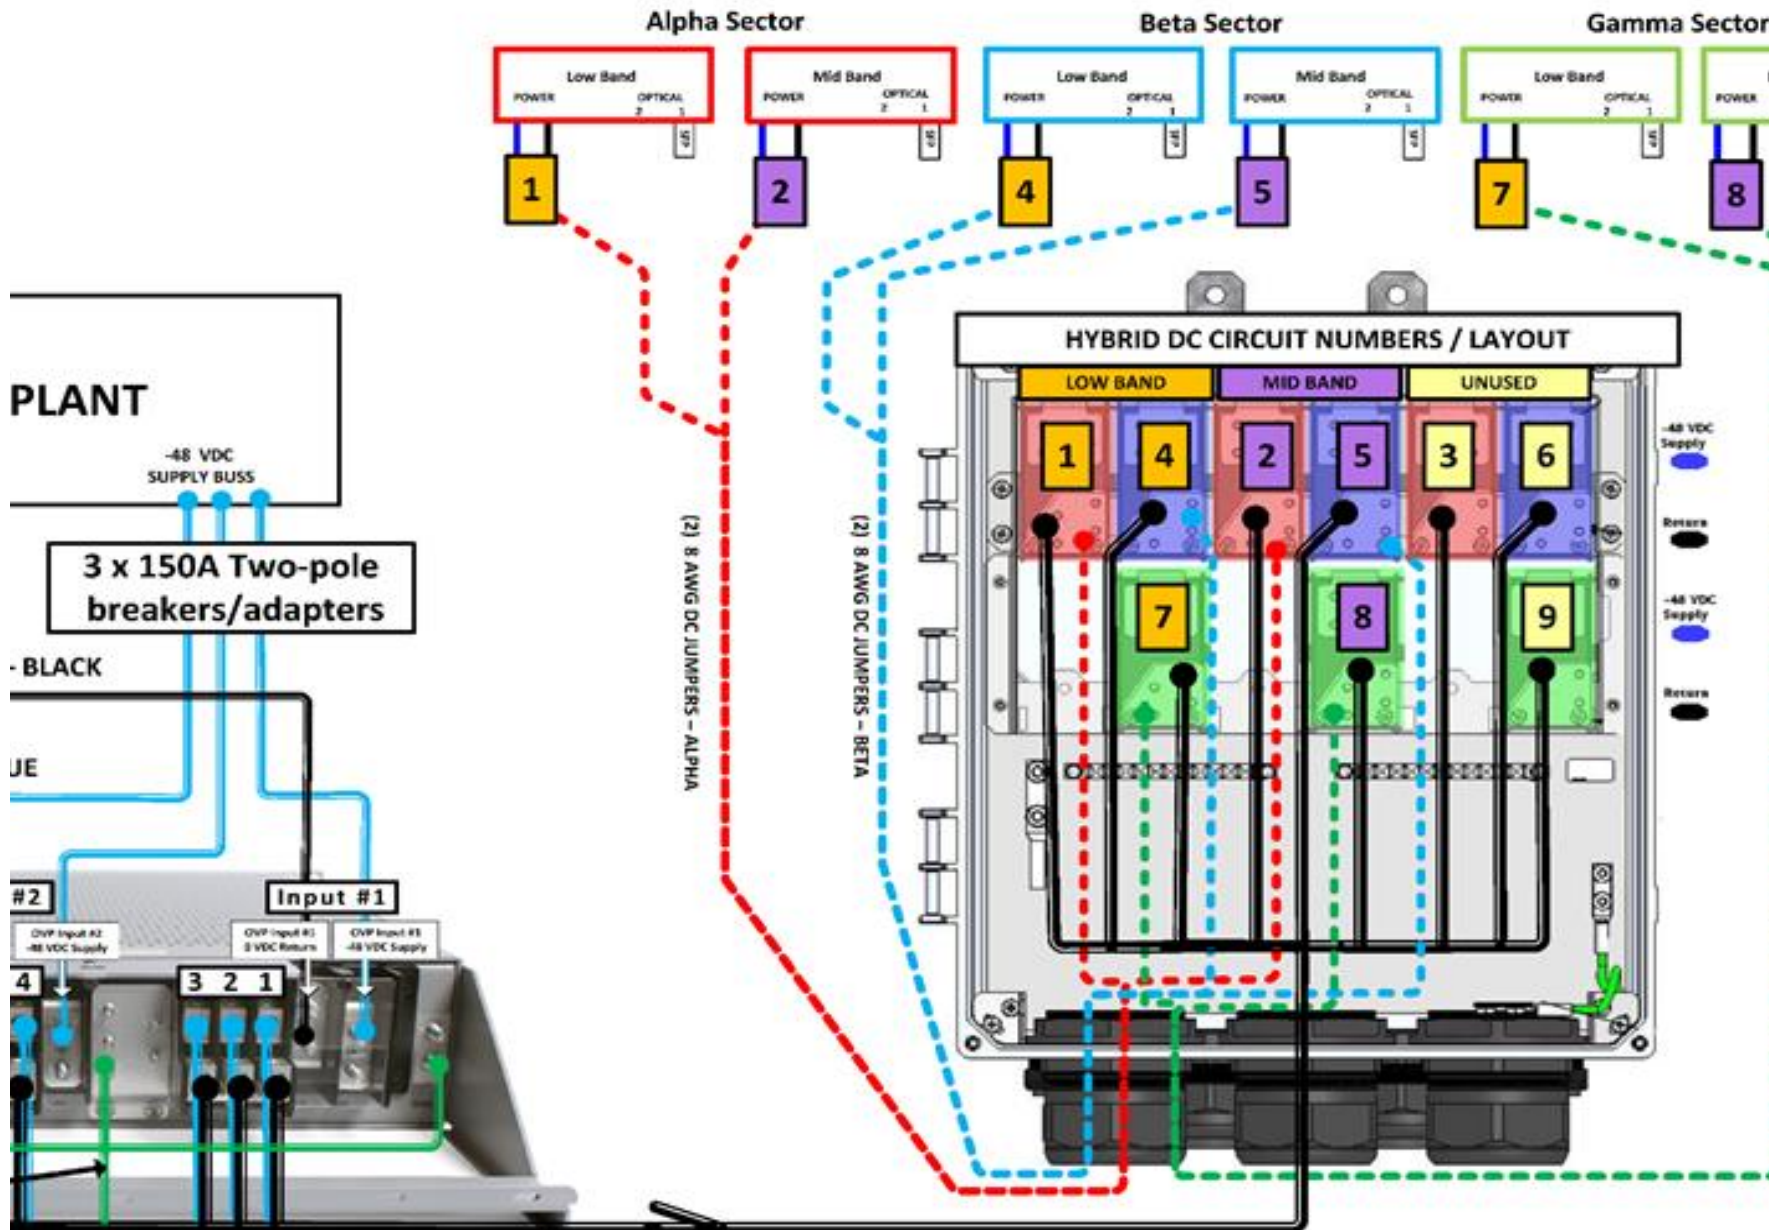 Alpha Sector
Beta Sector
Gamma Sector
Low Band
POWER
OPTICAL
2 1
SFP
1
Mid Band
POWER
OPTICAL
2 1
SFP
2
Low Band
POWER
OPTICAL
2 1
SFP
4
Mid Band
POWER
OPTICAL
2 1
SFP
5
Low Band
POWER
OPTICAL
2 1
SFP
7
POWER
8
PLANT
-48 VDC
SUPPLY BUSS
3 x 150A Two-pole
breakers/adapters
- BLACK
UE
(2) 8 AWG DC JUMPERS – ALPHA
(2) 8 AWG DC JUMPERS – BETA
HYBRID DC CIRCUIT NUMBERS / LAYOUT
LOW BAND
MID BAND
UNUSED
1
4
2
5
3
6
7
8
9
-48 VDC
Supply
Return
-48 VDC
Supply
Return
#2
Input #1
OVP Input #2
-48 VDC Supply
OVP Input #1
0 VDC Return
OVP Input #1
-48 VDC Supply
4
3 2 1